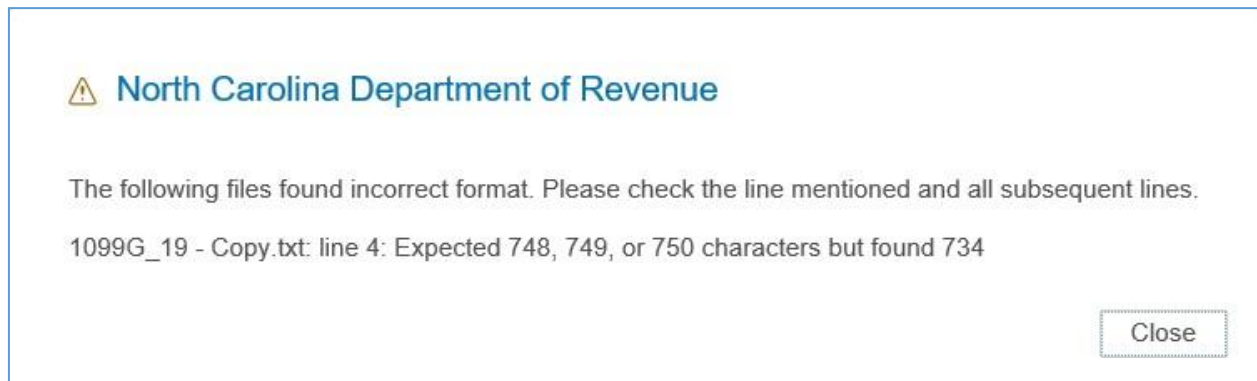 North Carolina Department of Revenue
The following files found incorrect format. Please check the line mentioned and all subsequent lines.
1099G_19 - Copy.txt: line 4: Expected 748, 749, or 750 characters but found 734
Close